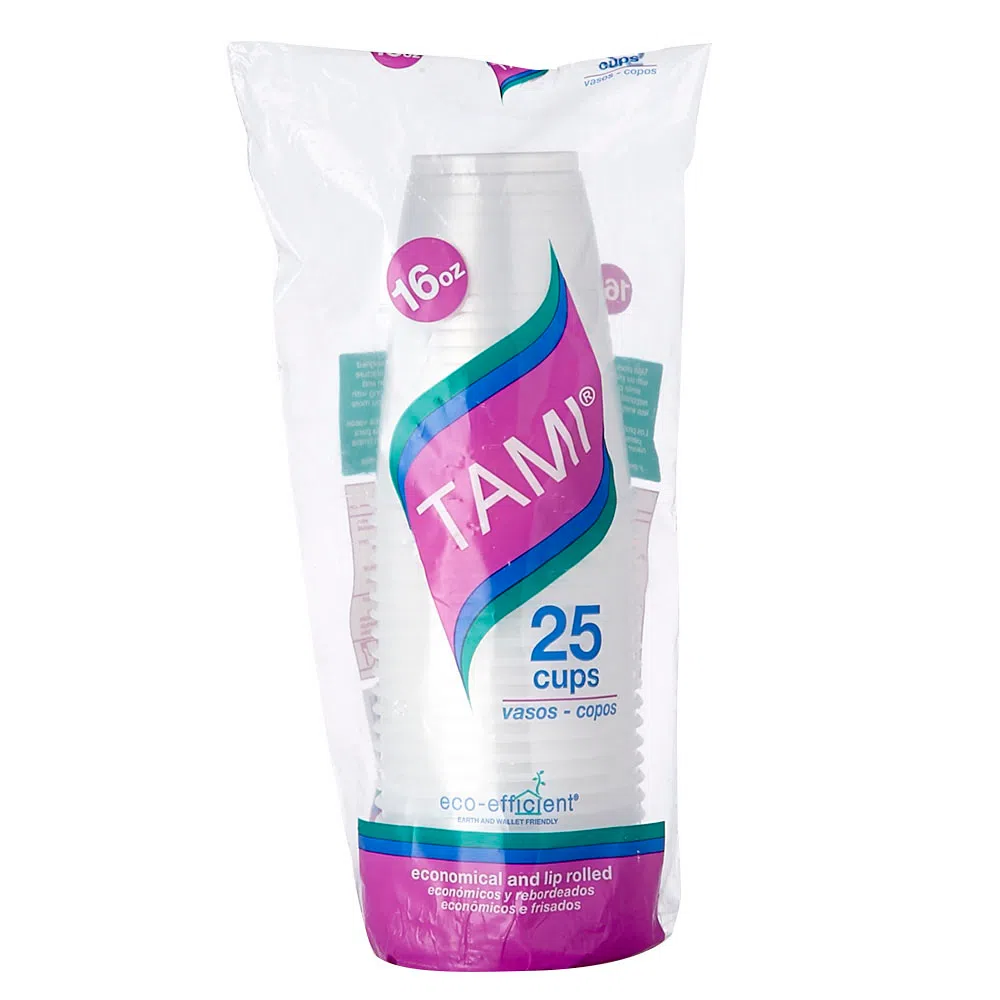 16oz
cups
vasos - copos
16oz
TAMI®
25
cups
vasos - copos
eco-efficient®
EARTH AND WALLET FRIENDLY
economical and lip rolled
económicos y rebordeados
econômicos e frisados